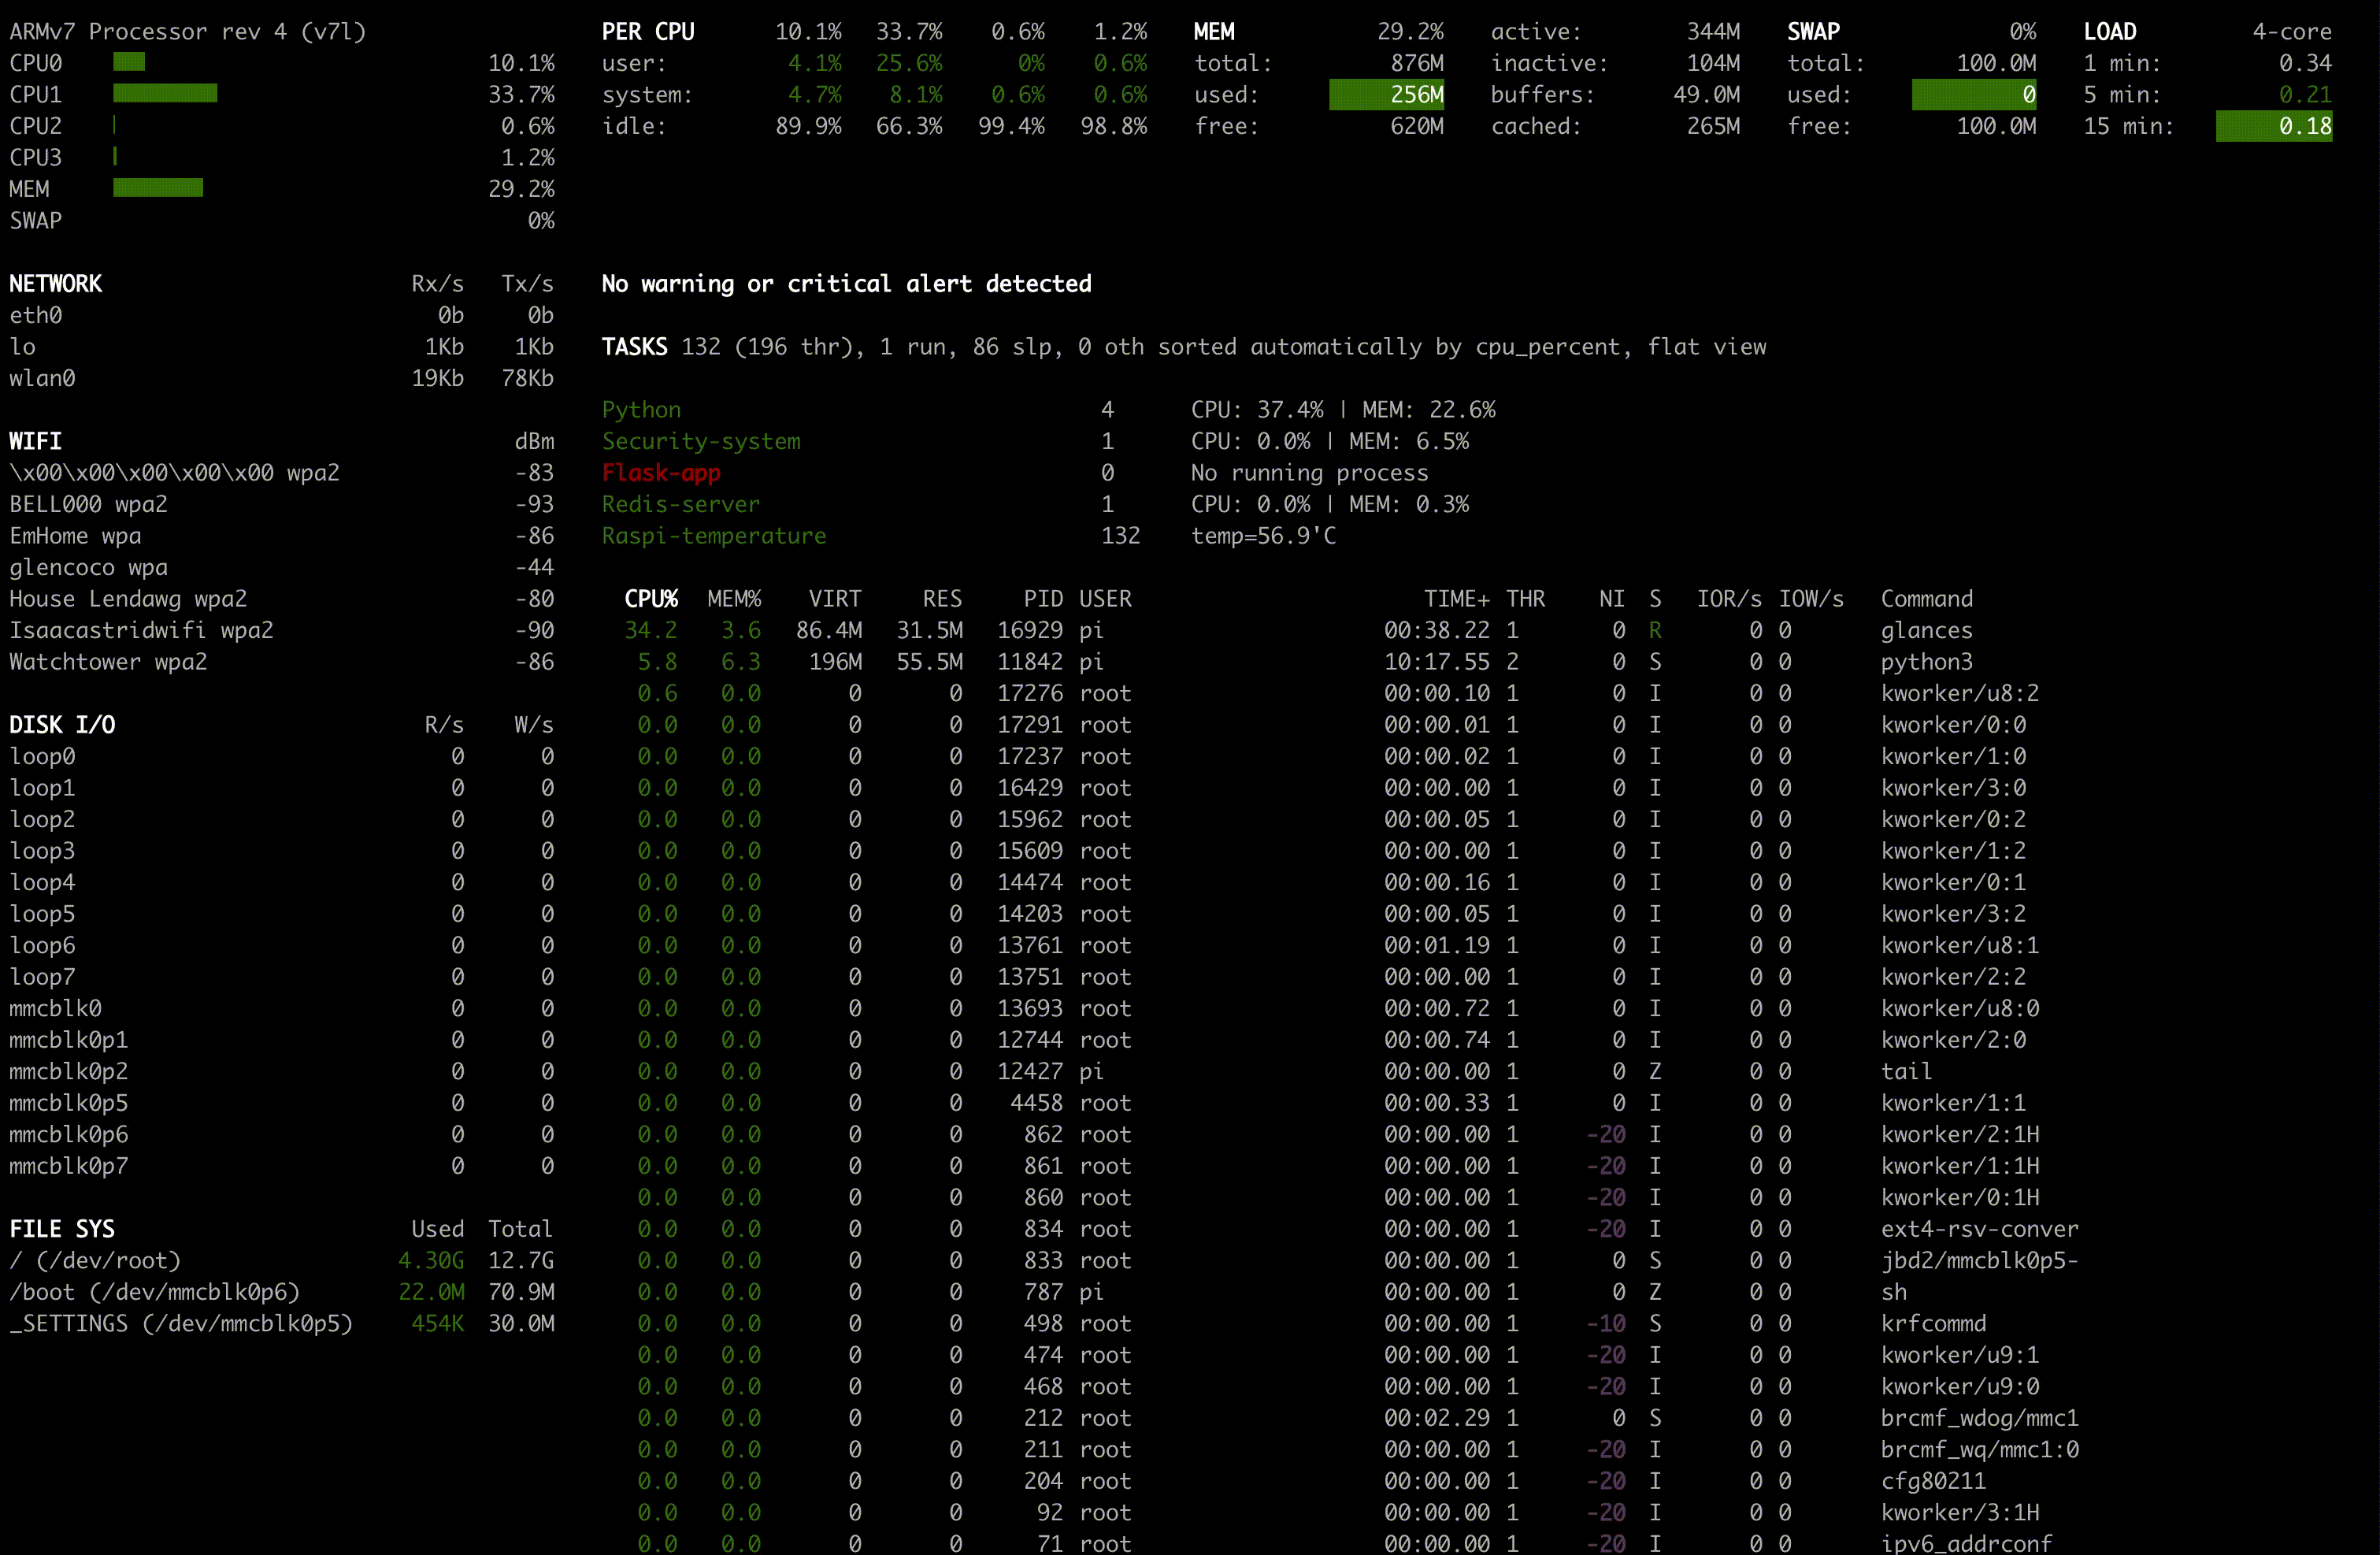 ARMv7 Processor rev 4 (v7l)
CPU0 10.1%
CPU1 33.7%
CPU2 0.6%
CPU3 1.2%
MEM 29.2%
SWAP 0%
PER CPU 10.1% 33.7% 0.6% 1.2%
user: 4.1% 25.6% 0% 0.6%
system: 4.7% 8.1% 0.6% 0.6%
idle: 89.9% 66.3% 99.4% 98.8%
MEM 29.2% active: 344M
total: 876M inactive: 104M
used: 256M buffers: 49.0M
free: 620M cached: 265M
SWAP 0%
total: 100.0M
used: 0
free: 100.0M
LOAD 4-core
1 min: 0.34
5 min: 0.21
15 min: 0.18
NETWORK Rx/s Tx/s
eth0 0b 0b
lo 1Kb 1Kb
wlan0 19Kb 78Kb
WIFI dBm
\x00\x00\x00\x00\x00 wpa2 -83
BELL000 wpa2 -93
EmHome wpa -86
glencoco wpa -44
House Lendawg wpa2 -80
Isaacastridwifi wpa2 -90
Watchtower wpa2 -86
DISK I/O R/s W/s
loop0 0 0
loop1 0 0
loop2 0 0
loop3 0 0
loop4 0 0
loop5 0 0
loop6 0 0
loop7 0 0
mmcblk0 0 0
mmcblk0p1 0 0
mmcblk0p2 0 0
mmcblk0p5 0 0
mmcblk0p6 0 0
mmcblk0p7 0 0
FILE SYS Used Total
/ (/dev/root) 4.30G 12.7G
/boot (/dev/mmcblk0p6) 22.0M 70.9M
_SETTINGS (/dev/mmcblk0p5) 454K 30.0M
No warning or critical alert detected
TASKS 132 (196 thr), 1 run, 86 slp, 0 oth sorted automatically by cpu_percent, flat view
Python 4 CPU: 37.4% | MEM: 22.6%
Security-system 1 CPU: 0.0% | MEM: 6.5%
Flask-app 0 No running process
Redis-server 1 CPU: 0.0% | MEM: 0.3%
Raspi-temperature 132 temp=56.9'C
CPU% MEM% VIRT RES PID USER TIME+ THR NI S IOR/s IOW/s Command
34.2 3.6 86.4M 31.5M 16929 pi 00:38.22 1 0 R 0 0 glances
5.8 6.3 196M 55.5M 11842 pi 10:17.55 2 0 S 0 0 python3
0.6 0.0 0 0 17276 root 00:00.10 1 0 I 0 0 kworker/u8:2
0.0 0.0 0 0 17291 root 00:00.01 1 0 I 0 0 kworker/0:0
0.0 0.0 0 0 17237 root 00:00.02 1 0 I 0 0 kworker/1:0
0.0 0.0 0 0 16429 root 00:00.00 1 0 I 0 0 kworker/3:0
0.0 0.0 0 0 15962 root 00:00.05 1 0 I 0 0 kworker/0:2
0.0 0.0 0 0 15609 root 00:00.00 1 0 I 0 0 kworker/1:2
0.0 0.0 0 0 14474 root 00:00.16 1 0 I 0 0 kworker/0:1
0.0 0.0 0 0 14203 root 00:00.05 1 0 I 0 0 kworker/3:2
0.0 0.0 0 0 13761 root 00:01.19 1 0 I 0 0 kworker/u8:1
0.0 0.0 0 0 13751 root 00:00.00 1 0 I 0 0 kworker/2:2
0.0 0.0 0 0 13693 root 00:00.72 1 0 I 0 0 kworker/u8:0
0.0 0.0 0 0 12744 root 00:00.74 1 0 I 0 0 kworker/2:0
0.0 0.0 0 0 12427 pi 00:00.00 1 0 Z 0 0 tail
0.0 0.0 0 0 4458 root 00:00.33 1 0 I 0 0 kworker/1:1
0.0 0.0 0 0 862 root 00:00.00 1 -20 I 0 0 kworker/2:1H
0.0 0.0 0 0 861 root 00:00.00 1 -20 I 0 0 kworker/1:1H
0.0 0.0 0 0 860 root 00:00.00 1 -20 I 0 0 kworker/0:1H
0.0 0.0 0 0 834 root 00:00.00 1 -20 I 0 0 ext4-rsv-conver
0.0 0.0 0 0 833 root 00:00.00 1 0 S 0 0 jbd2/mmcblk0p5-
0.0 0.0 0 0 787 pi 00:00.00 1 0 Z 0 0 sh
0.0 0.0 0 0 498 root 00:00.00 1 -10 S 0 0 krfcommd
0.0 0.0 0 0 474 root 00:00.00 1 -20 I 0 0 kworker/u9:1
0.0 0.0 0 0 468 root 00:00.00 1 -20 I 0 0 kworker/u9:0
0.0 0.0 0 0 212 root 00:02.29 1 0 S 0 0 brcmf_wdog/mmc1
0.0 0.0 0 0 211 root 00:00.00 1 -20 I 0 0 brcmf_wq/mmc1:0
0.0 0.0 0 0 204 root 00:00.00 1 -20 I 0 0 cfg80211
0.0 0.0 0 0 92 root 00:00.00 1 -20 I 0 0 kworker/3:1H
0.0 0.0 0 0 71 root 00:00.00 1 -20 I 0 0 ipv6_addrconf